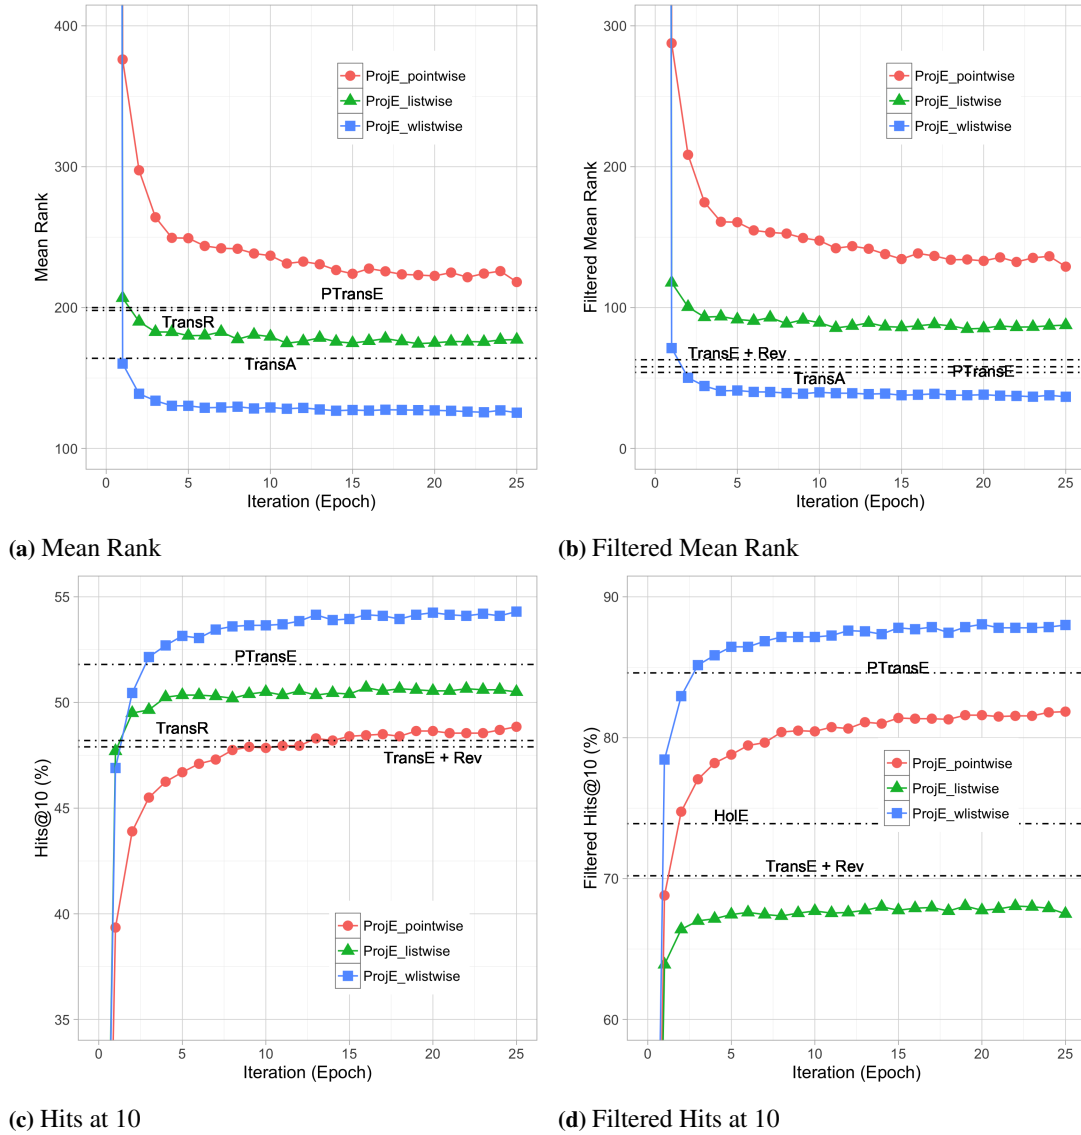 400
300
200
100
Mean Rank
ProjE_pointwise
ProjE_listwise
ProjE_wlistwise
PTransE
TransR
TransA
0 5 10 15 20 25
Iteration (Epoch)
(a) Mean Rank
300
200
100
0
Filtered Mean Rank
ProjE_pointwise
ProjE_listwise
ProjE_wlistwise
TransE + Rev
PTransE
TransA
0 5 10 15 20 25
Iteration (Epoch)
(b) Filtered Mean Rank
55
50
45
40
35
Hits@10 (%)
PTransE
TransR
TransE + Rev
ProjE_pointwise
ProjE_listwise
ProjE_wlistwise
0 5 10 15 20 25
Iteration (Epoch)
(c) Hits at 10
90
80
70
60
Filtered Hits@10 (%)
PTransE
ProjE_pointwise
ProjE_listwise
ProjE_wlistwise
HolE
TransE + Rev
0 5 10 15 20 25
Iteration (Epoch)
(d) Filtered Hits at 10